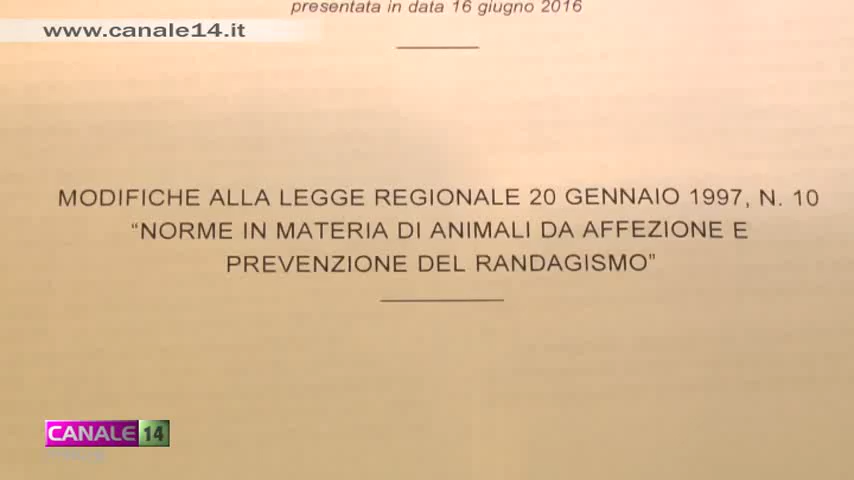 presentata in data 16 giugno 2016
www.canale14.it
MODIFICHE ALLA LEGGE REGIONALE 20 GENNAIO 1997, N. 10
“NORME IN MATERIA DI ANIMALI DA AFFEZIONE E
PREVENZIONE DEL RANDAGISMO”
CANALE 14